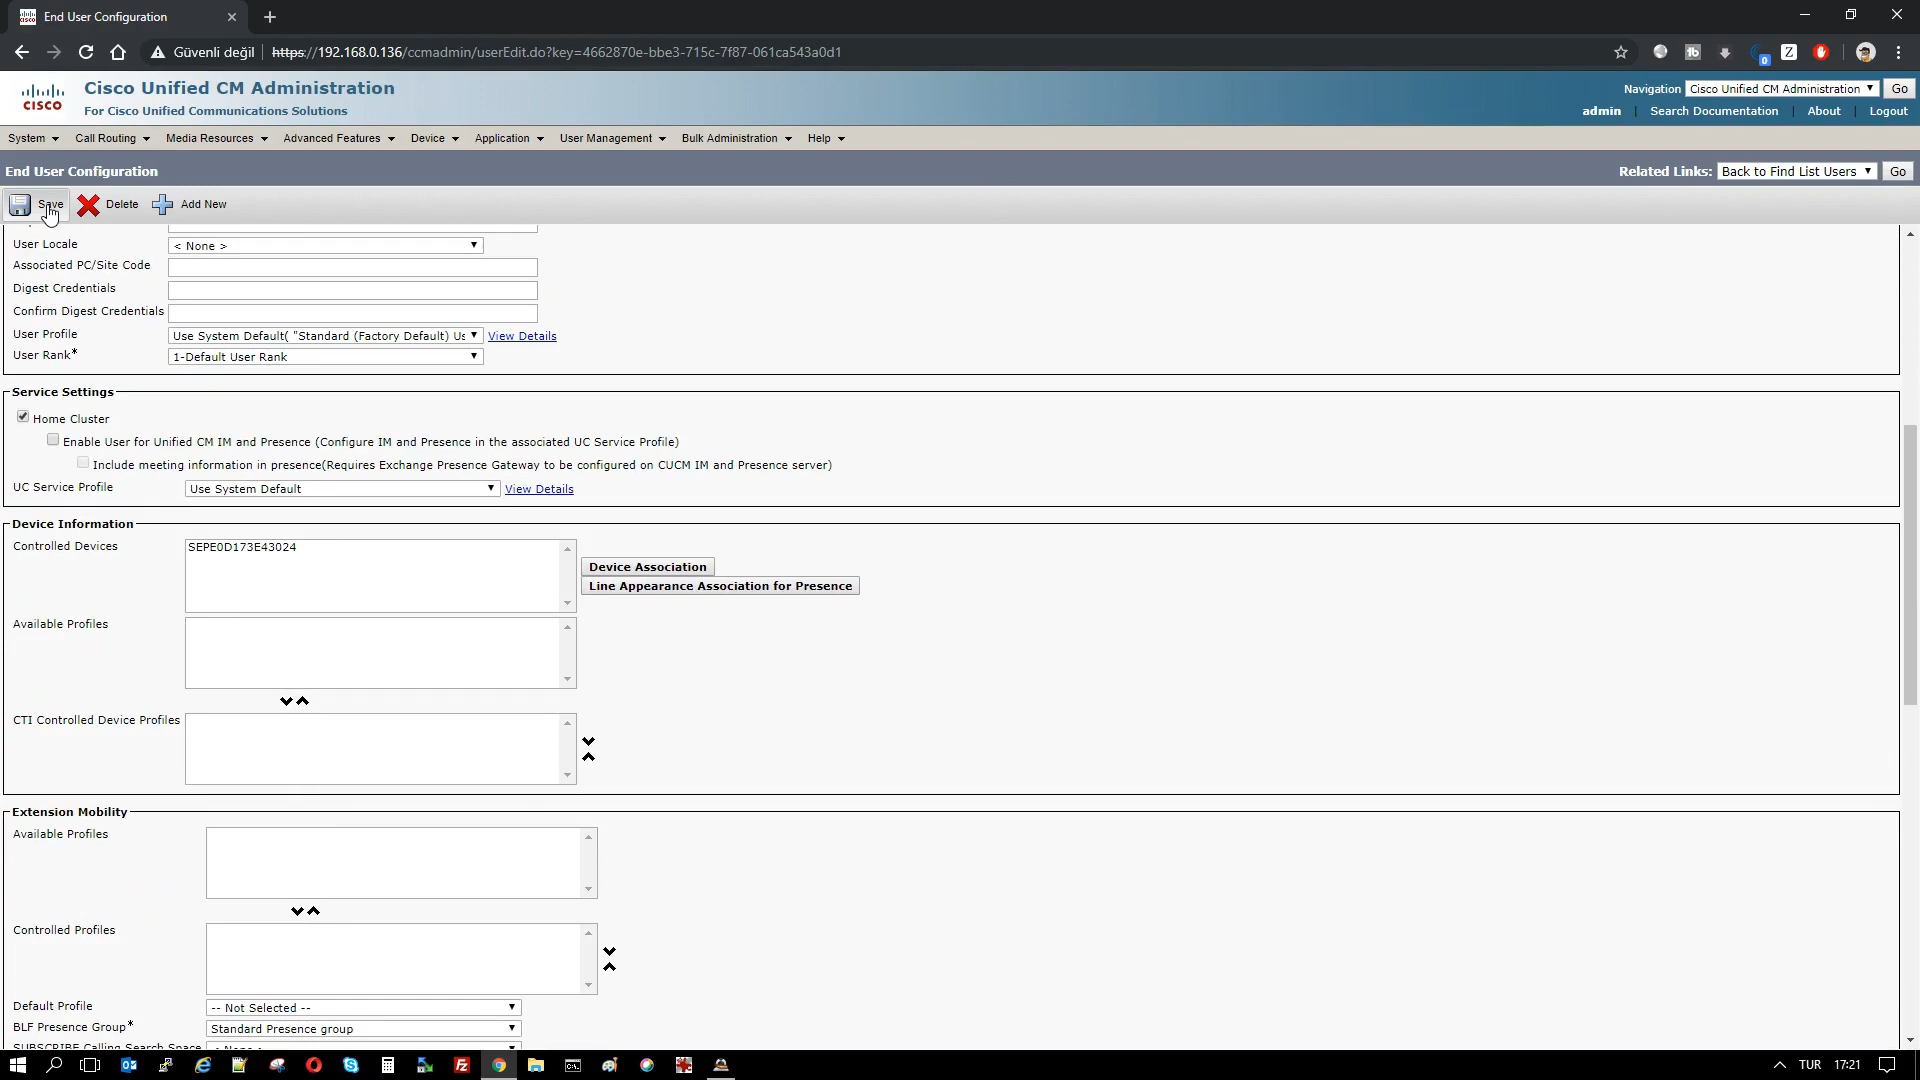 End User Configuration
Güvenli değil
https://192.168.0.136/ccmadmin/userEdit.do?key=4662870e-bbe3-715c-7f87-061ca543a0d1
CISCO
Cisco Unified CM Administration
For Cisco Unified Communications Solutions
Navigation Cisco Unified CM Administration Go
admin Search Documentation About Logout
System Call Routing Media Resources Advanced Features Device Application User Management Bulk Administration Help
End User Configuration
Related Links: Back to Find List Users Go
Save Delete Add New
User Locale < None >
Associated PC/Site Code
Digest Credentials
Confirm Digest Credentials
User Profile Use System Default( "Standard (Factory Default) Us View Details
User Rank* 1-Default User Rank
Service Settings
Home Cluster
Enable User for Unified CM IM and Presence (Configure IM and Presence in the associated UC Service Profile)
Include meeting information in presence(Requires Exchange Presence Gateway to be configured on CUCM IM and Presence server)
UC Service Profile Use System Default View Details
Device Information
Controlled Devices SEPE0D173E43024
Device Association
Line Appearance Association for Presence
Available Profiles
CTI Controlled Device Profiles
Extension Mobility
Available Profiles
Controlled Profiles
Default Profile -- Not Selected --
BLF Presence Group* Standard Presence group
SUBSCRIBE Calling Search Space < None >
TUR 17:21